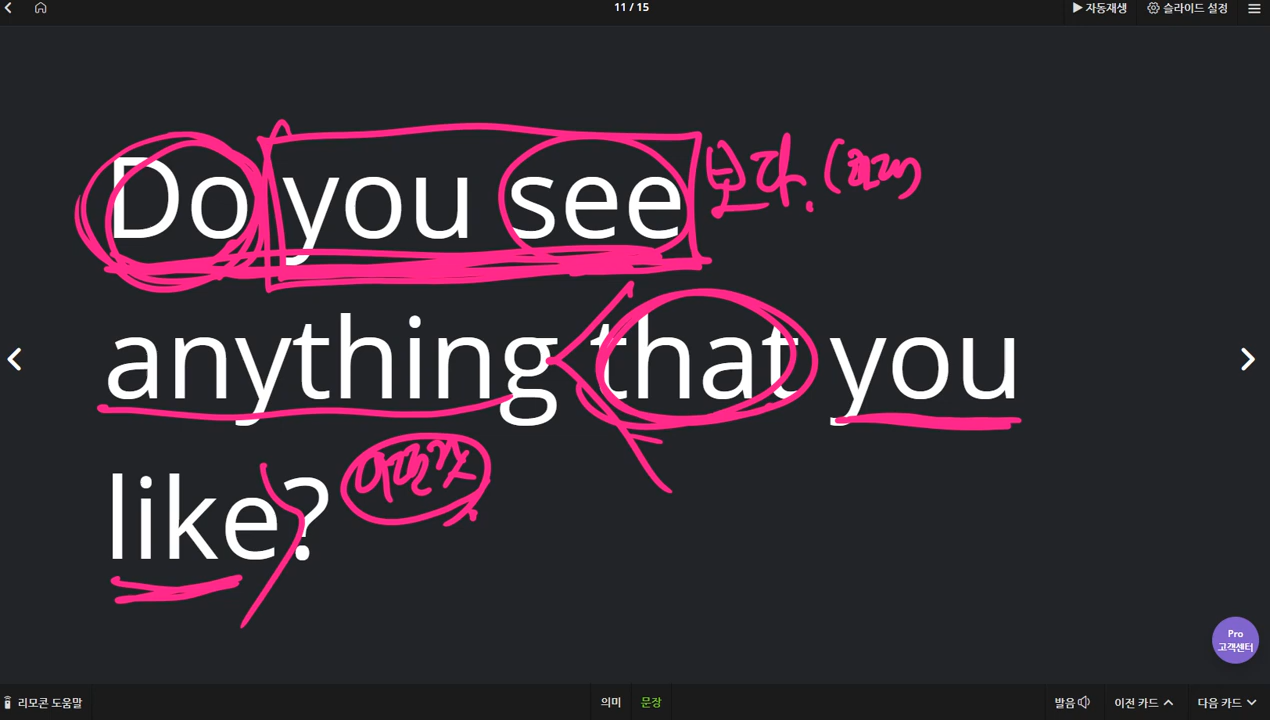 11 / 15
▶ 자동재생
슬라이드 설정
Do you see
보다. (현재)
anything that you
like?
어떤 것
Pro
고객센터
리모콘 도움말
의미
문장
발음
이전 카드
다음 카드